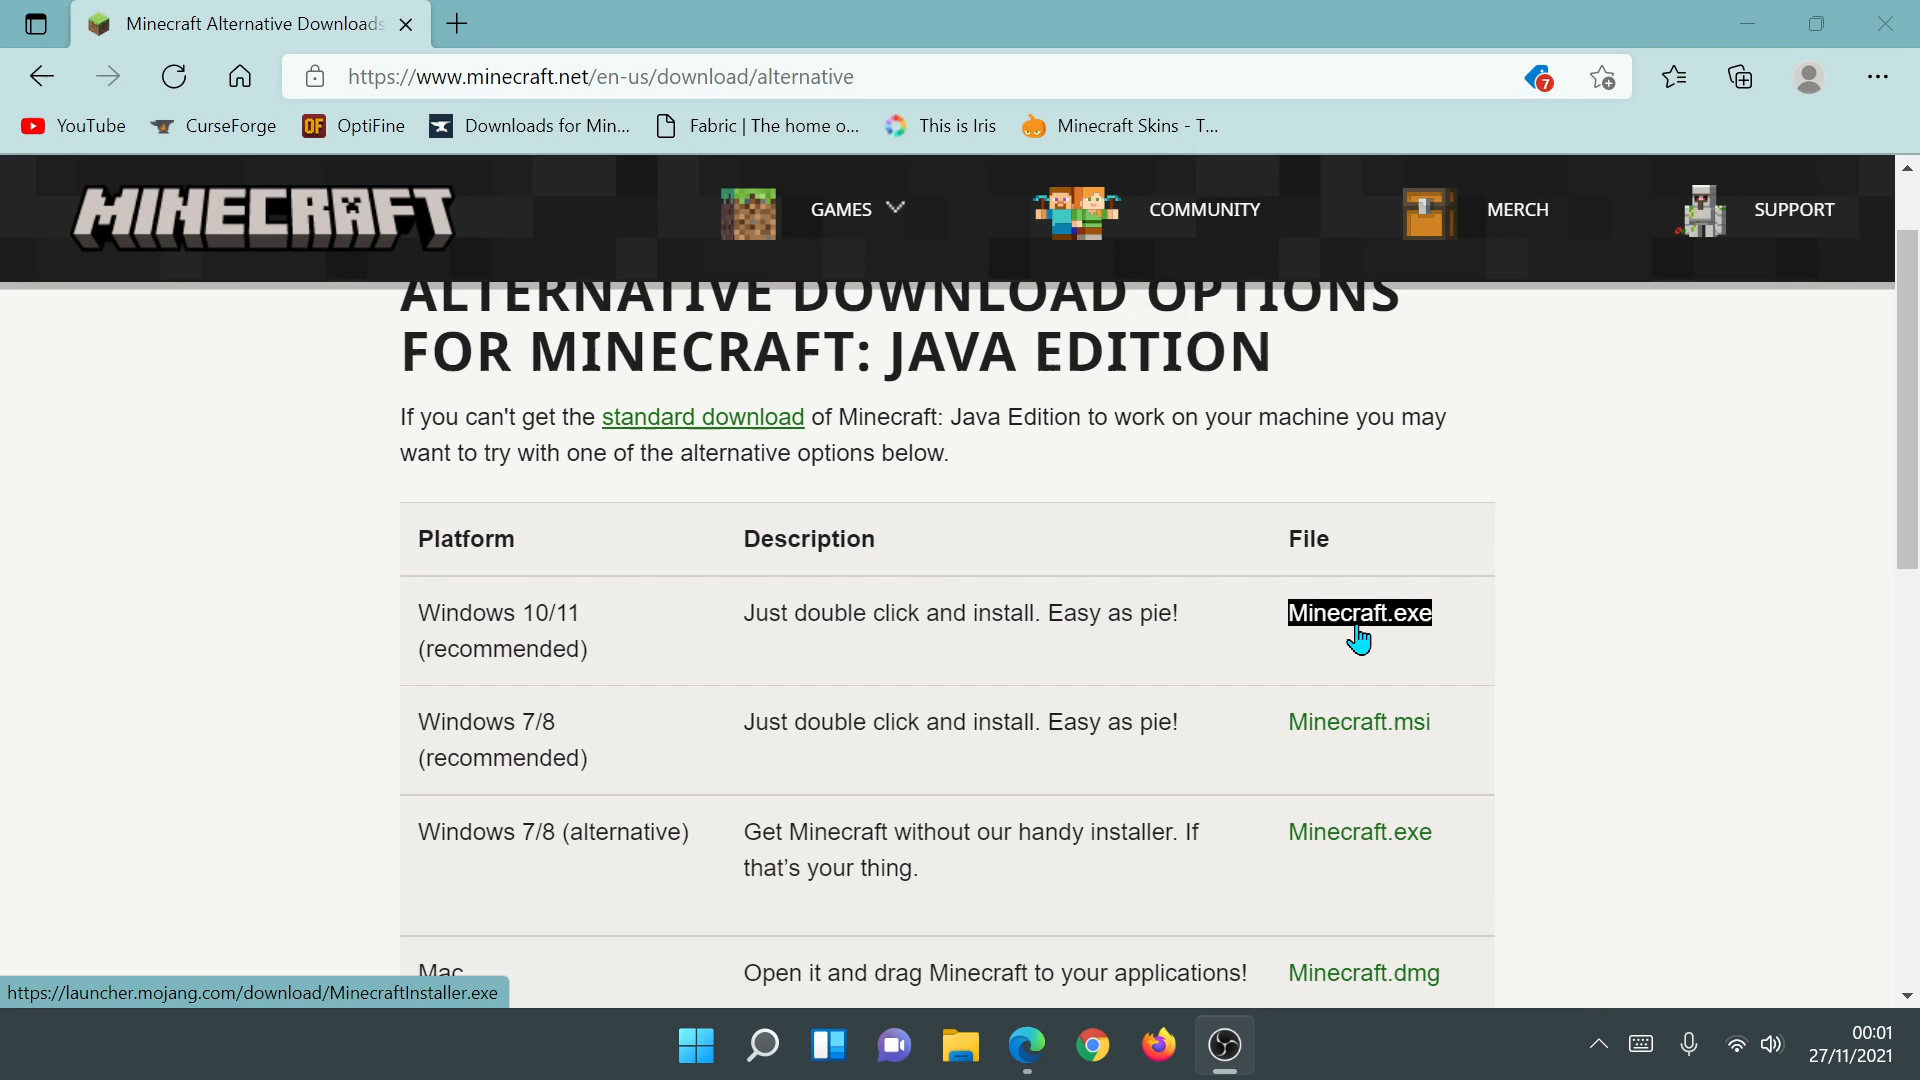 Minecraft Alternative Downloads
https://www.minecraft.net/en-us/download/alternative
7
YouTube CurseForge OF OptiFine Downloads for Min... Fabric | The home o... This is Iris Minecraft Skins - T...
MINECRAFT GAMES COMMUNITY MERCH SUPPORT
ALTERNATIVE DOWNLOAD OPTIONS
FOR MINECRAFT: JAVA EDITION
If you can't get the standard download of Minecraft: Java Edition to work on your machine you may
want to try with one of the alternative options below.
Platform Description File
Windows 10/11 Just double click and install. Easy as pie! Minecraft.exe
(recommended)
Windows 7/8 Just double click and install. Easy as pie! Minecraft.msi
(recommended)
Windows 7/8 (alternative) Get Minecraft without our handy installer. If Minecraft.exe
that's your thing.
Mac Open it and drag Minecraft to your applications! Minecraft.dmg
https://launcher.mojang.com/download/MinecraftInstaller.exe
00:01
27/11/2021